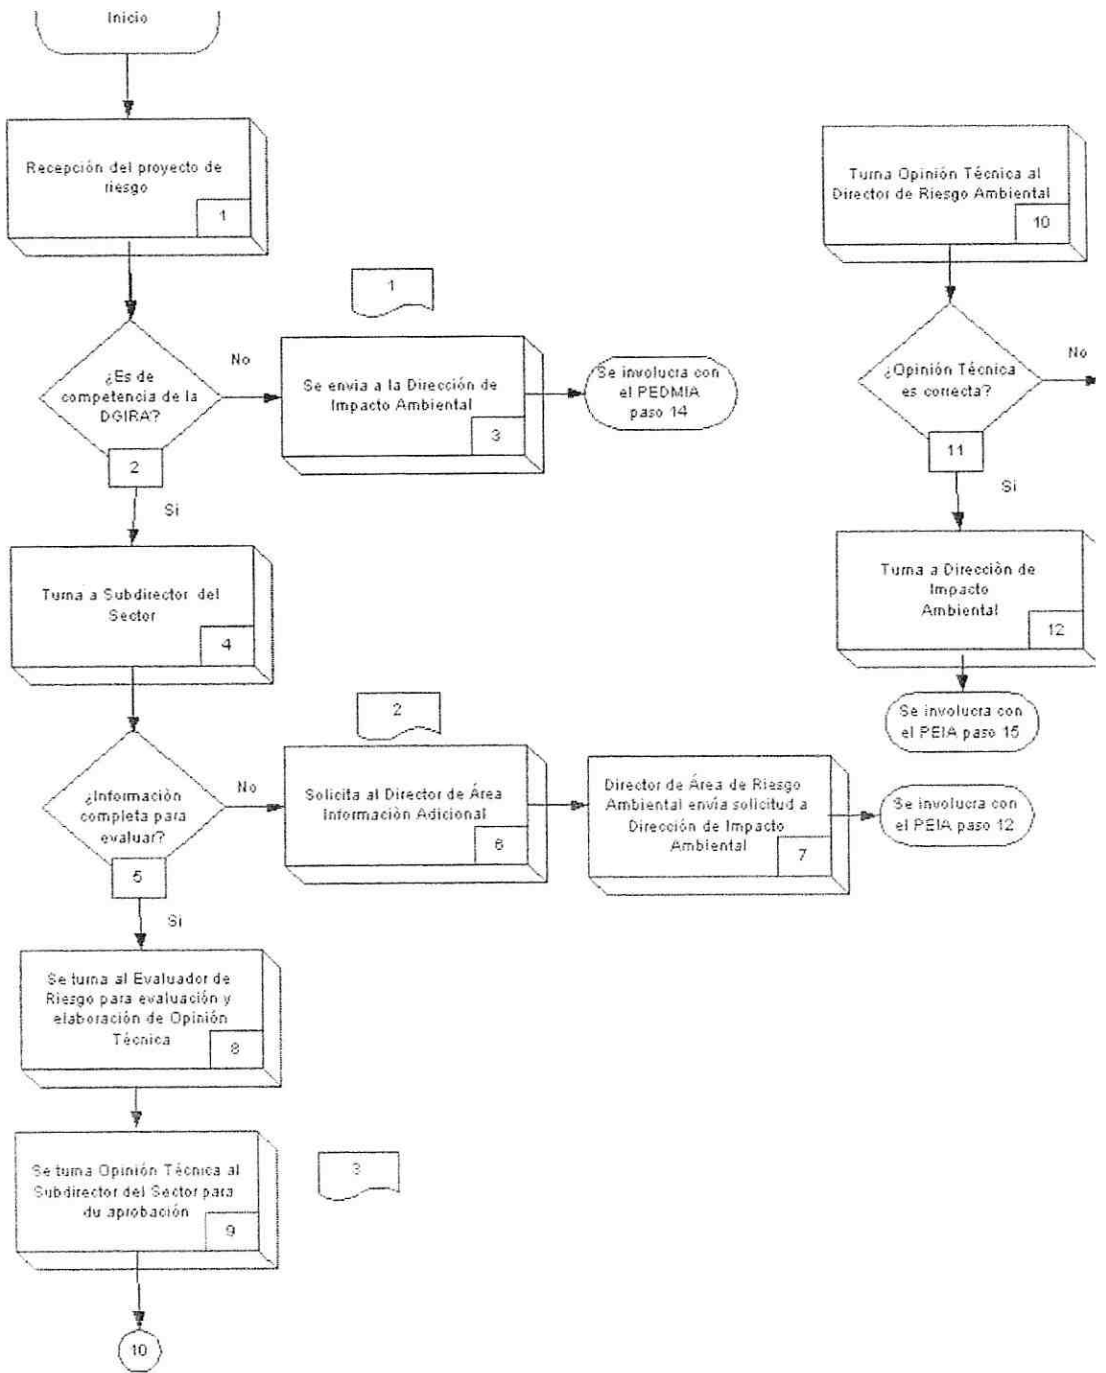 Inicio
Recepción del proyecto de
riesgo
1
¿Es de
competencia de la
DGIRA?
2
No
1
Se envia a la Dirección de
Impacto Ambiental
3
Se involucra con
el PEDMIA
paso 14
Si
Turna a Subdirector del
Sector
4
¿Información
completa para
evaluar?
5
No
2
Solicita al Director de Área
Información Adicional
6
Director de Área de Riesgo
Ambiental envía solicitud a
Dirección de Impacto
Ambiental
7
Se involucra con
el PEIA paso 12
Si
Se turna al Evaluador de
Riesgo para evaluación y
elaboración de Opinión
Técnica
8
Se turna Opinión Técnica al
Subdirector del Sector para
du aprobación
9
3
10
Turna Opinión Técnica al
Director de Riesgo Ambiental
10
¿Opinión Técnica
es correcta?
11
No
Si
Turna a Dirección de
Impacto
Ambiental
12
Se involucra con
el PEIA paso 15